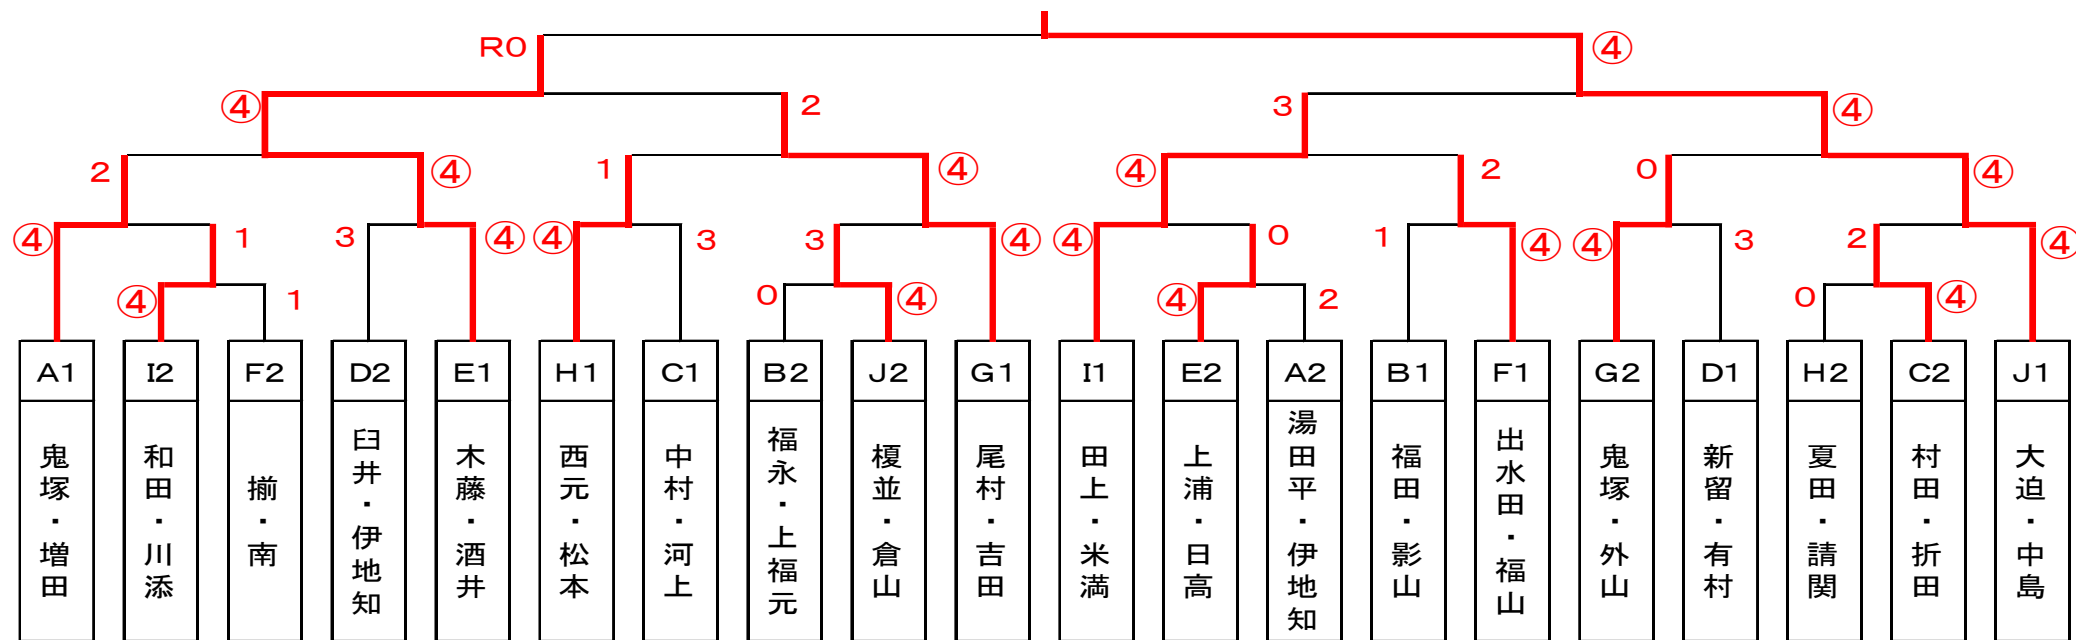 R0 ④
④ 2 3 ④
2 ④ 1 ④ ④ 2 0 ④
④ 1 3 ④ ④ 3 3 ④ ④ 0 1 ④ ④ 3 2 ④
④ 1 0 ④ ④ 2 0 ④
A1 I2 F2 D2 E1 H1 C1 B2 J2 G1 I1 E2 A2 B1 F1 G2 D1 H2 C2 J1
鬼塚・増田
和田・川添
揃・南
臼井・伊地知
木藤・酒井
西元・松本
中村・河上
福永・上福元
榎並・倉山
尾村・吉田
田上・米満
上浦・日高
湯田平・伊地知
福田・影山
出水田・福山
鬼塚・外山
新留・有村
夏田・請関
村田・折田
大迫・中島